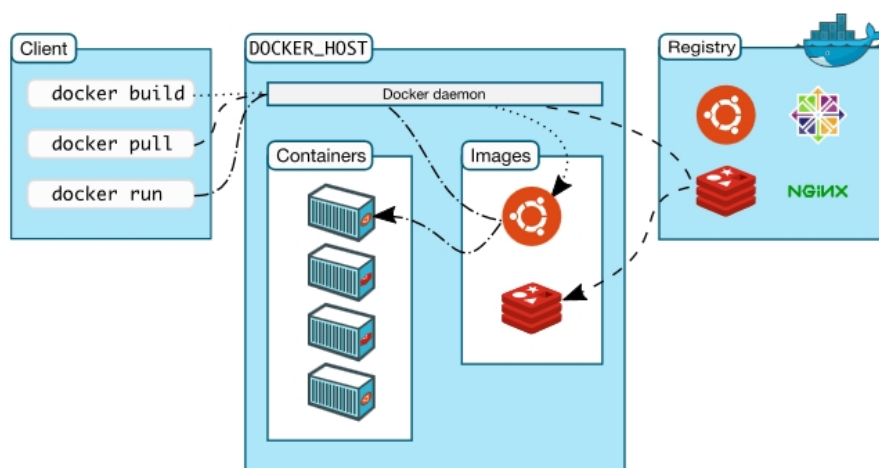 Client
docker build
docker pull
docker run
DOCKER_HOST
Docker daemon
Containers
Images
Registry
NGINX